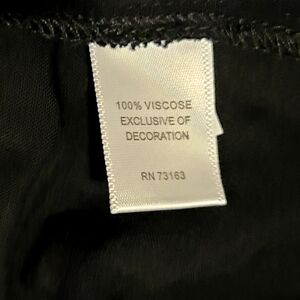 100% VISCOSE
EXCLUSIVE OF
DECORATION
RN 73163